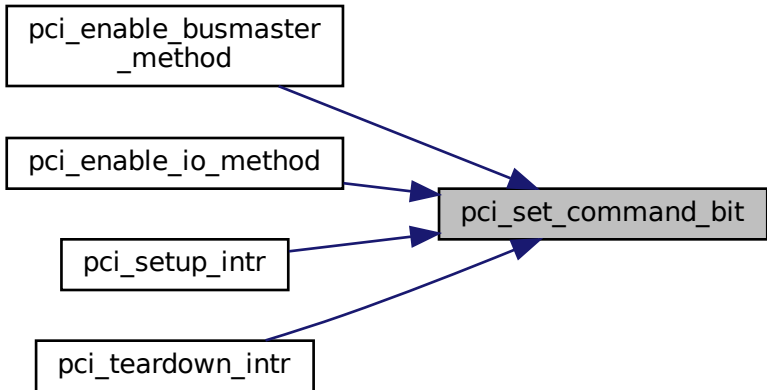 pci_enable_busmaster
_method
pci_enable_io_method
pci_set_command_bit
pci_setup_intr
pci_teardown_intr